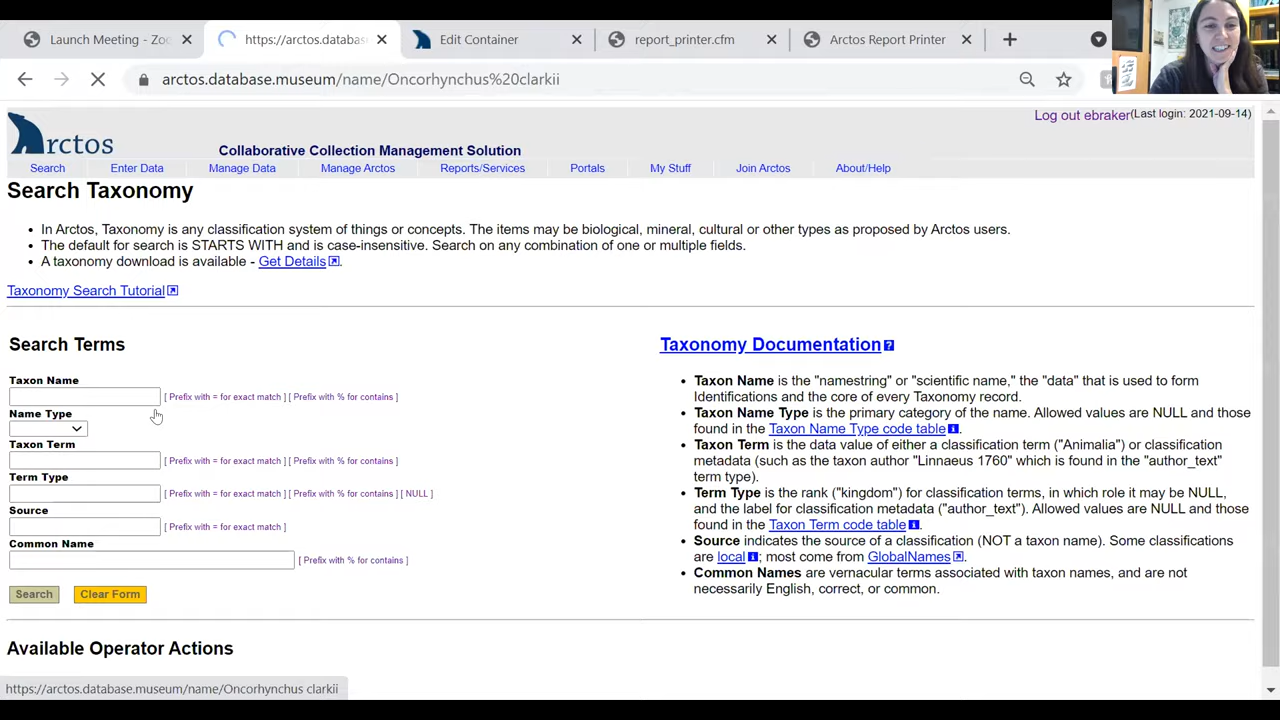 Launch Meeting - Zoo
https://arctos.databas
Edit Container
report_printer.cfm
Arctos Report Printer
arctos.database.museum/name/Oncorhynchus%20clarkii
Log out ebraker(Last login: 2021-09-14)
Arctos
Collaborative Collection Management Solution
Search Enter Data Manage Data Manage Arctos Reports/Services Portals My Stuff Join Arctos About/Help
Search Taxonomy
• In Arctos, Taxonomy is any classification system of things or concepts. The items may be biological, mineral, cultural or other types as proposed by Arctos users.
• The default for search is STARTS WITH and is case-insensitive. Search on any combination of one or multiple fields.
• A taxonomy download is available - Get Details.
Taxonomy Search Tutorial
Search Terms
Taxon Name
[ Prefix with = for exact match ] [ Prefix with % for contains ]
Name Type
Taxon Term
[ Prefix with = for exact match ] [ Prefix with % for contains ]
Term Type
[ Prefix with = for exact match ] [ Prefix with % for contains ] [ NULL ]
Source
[ Prefix with = for exact match ]
Common Name
[ Prefix with % for contains ]
Search Clear Form
Taxonomy Documentation
• Taxon Name is the "namestring" or "scientific name," the "data" that is used to form
Identifications and the core of every Taxonomy record.
• Taxon Name Type is the primary category of the name. Allowed values are NULL and those
found in the Taxon Name Type code table.
• Taxon Term is the data value of either a classification term ("Animalia") or classification
metadata (such as the taxon author "Linnaeus 1760" which is found in the "author_text"
term type).
• Term Type is the rank ("kingdom") for classification terms, in which role it may be NULL,
and the label for classification metadata ("author_text"). Allowed values are NULL and those
found in the Taxon Term code table.
• Source indicates the source of a classification (NOT a taxon name). Some classifications
are local; most come from GlobalNames.
• Common Names are vernacular terms associated with taxon names, and are not
necessarily English, correct, or common.
Available Operator Actions
https://arctos.database.museum/name/Oncorhynchus clarkii